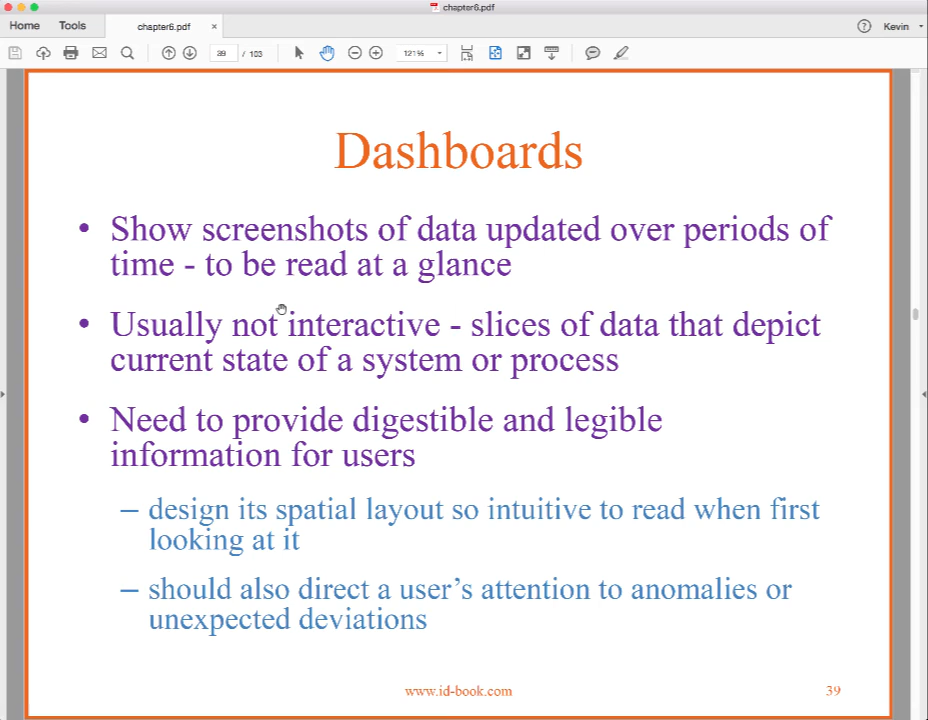 chapter6.pdf
Home Tools chapter6.pdf × ? Kevin
39 / 103 121%
Dashboards
• Show screenshots of data updated over periods of
time - to be read at a glance
• Usually not interactive - slices of data that depict
current state of a system or process
• Need to provide digestible and legible
information for users
– design its spatial layout so intuitive to read when first
looking at it
– should also direct a user's attention to anomalies or
unexpected deviations
www.id-book.com 39